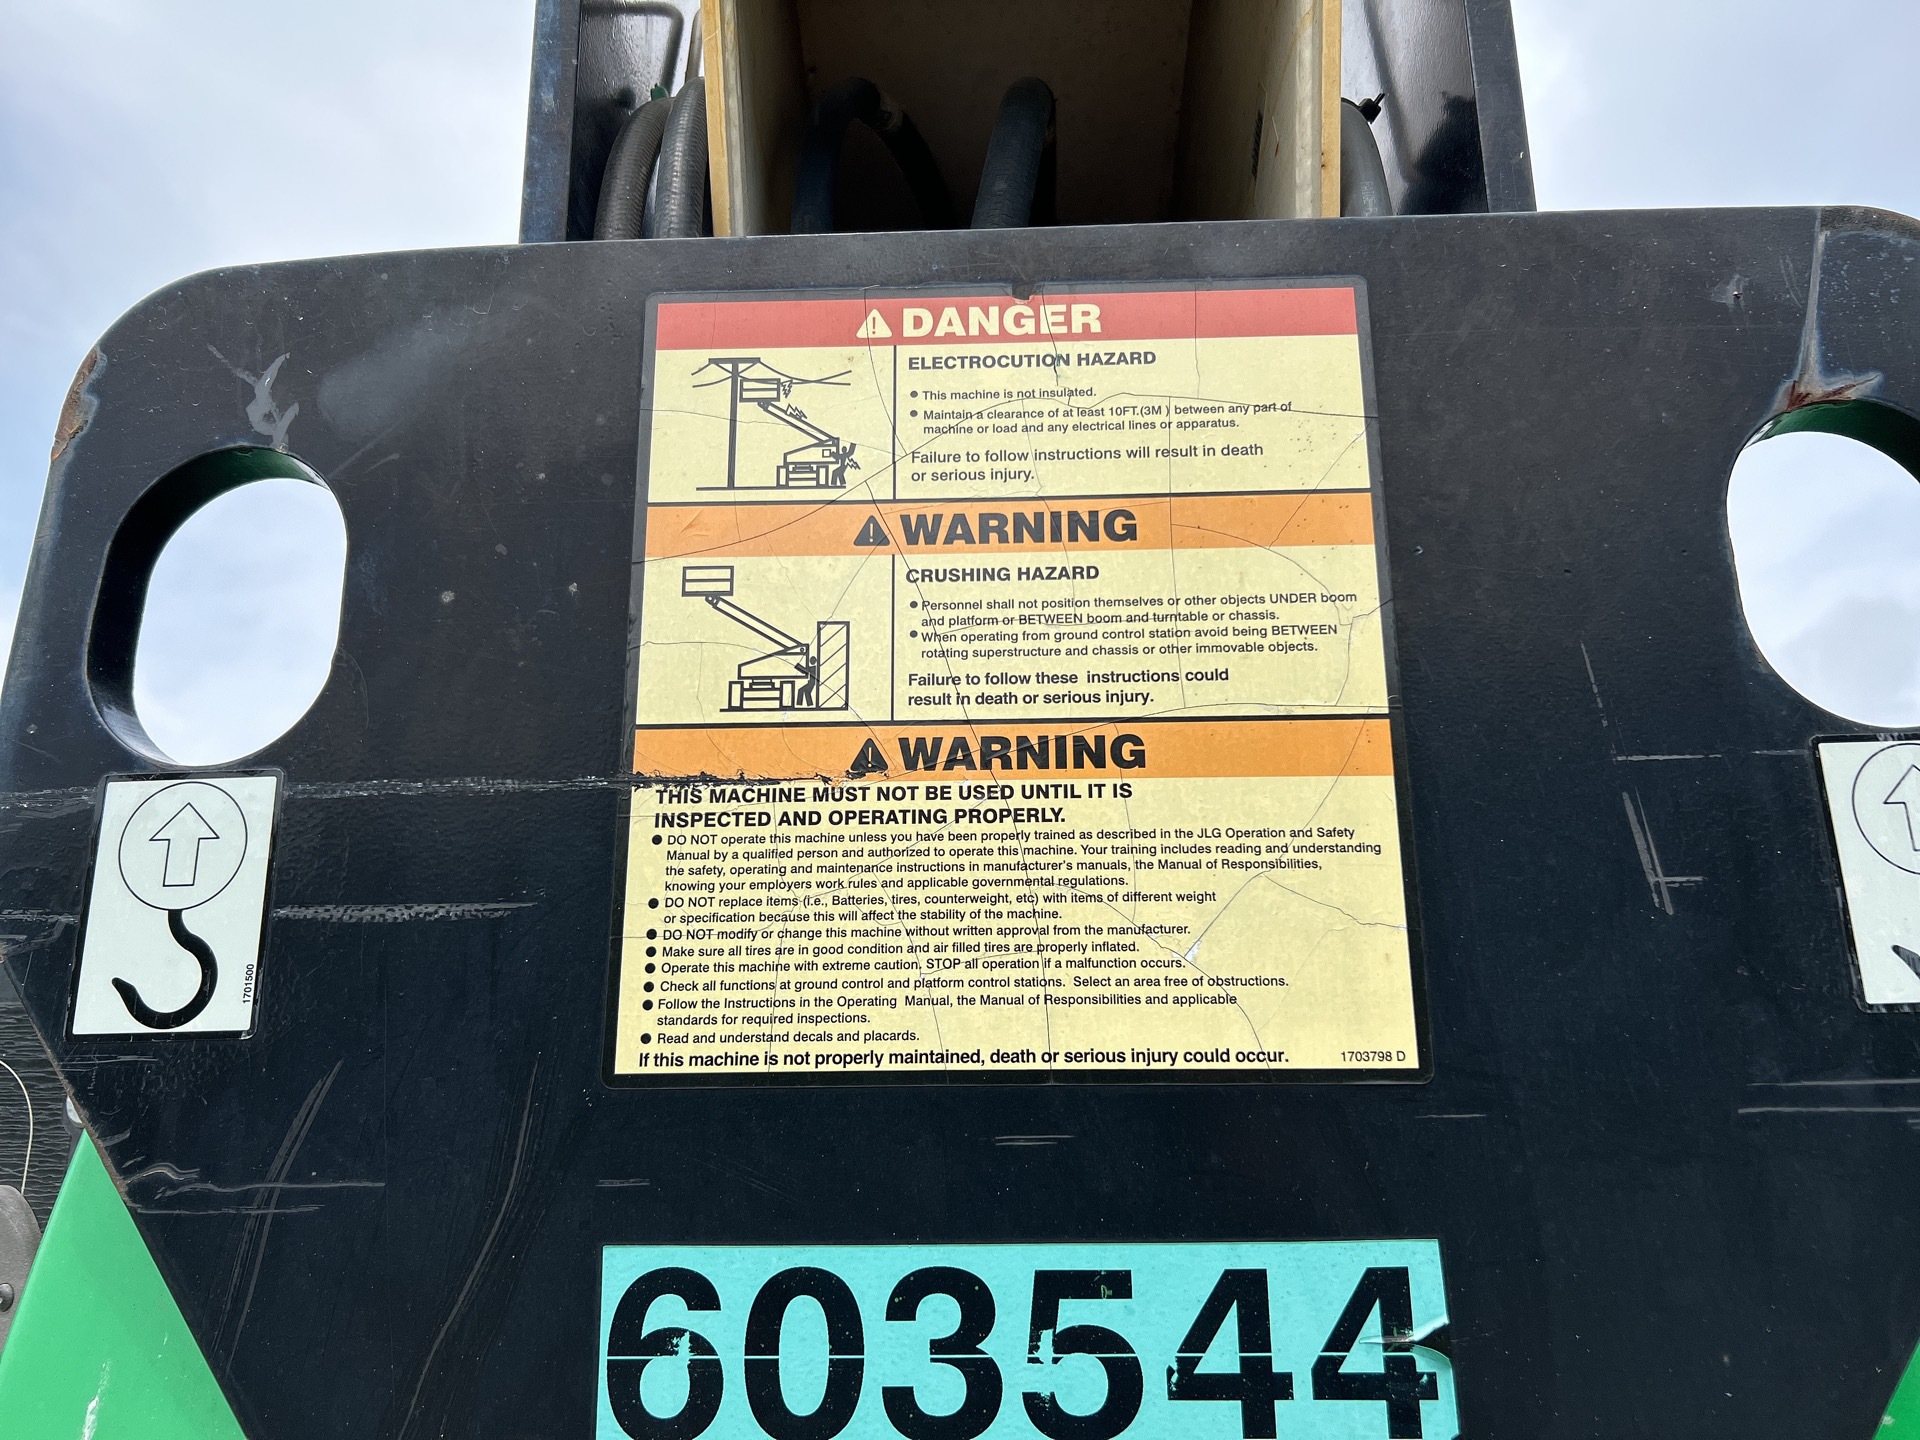 DANGER
ELECTROCUTION HAZARD
• This machine is not insulated.
• Maintain a clearance of at least 10FT.(3M ) between any part of
machine or load and any electrical lines or apparatus.
Failure to follow instructions will result in death
or serious injury.
WARNING
CRUSHING HAZARD
• Personnel shall not position themselves or other objects UNDER boom
and platform or BETWEEN boom and turntable or chassis.
• When operating from ground control station avoid being BETWEEN
rotating superstructure and chassis or other immovable objects.
Failure to follow these instructions could
result in death or serious injury.
WARNING
THIS MACHINE MUST NOT BE USED UNTIL IT IS
INSPECTED AND OPERATING PROPERLY.
• DO NOT operate this machine unless you have been properly trained as described in the JLG Operation and Safety
Manual by a qualified person and authorized to operate this machine. Your training includes reading and understanding
the safety, operating and maintenance instructions in manufacturer's manuals, the Manual of Responsibilities,
knowing your employers work rules and applicable governmental regulations.
• DO NOT replace items (i.e., Batteries, tires, counterweight, etc) with items of different weight
or specification because this will affect the stability of the machine.
• DO NOT modify or change this machine without written approval from the manufacturer.
• Make sure all tires are in good condition and air filled tires are properly inflated.
• Operate this machine with extreme caution. STOP all operation if a malfunction occurs.
• Check all functions at ground control and platform control stations. Select an area free of obstructions.
• Follow the Instructions in the Operating Manual, the Manual of Responsibilities and applicable
standards for required inspections.
• Read and understand decals and placards.
If this machine is not properly maintained, death or serious injury could occur.
1703798 D
1701500
603544